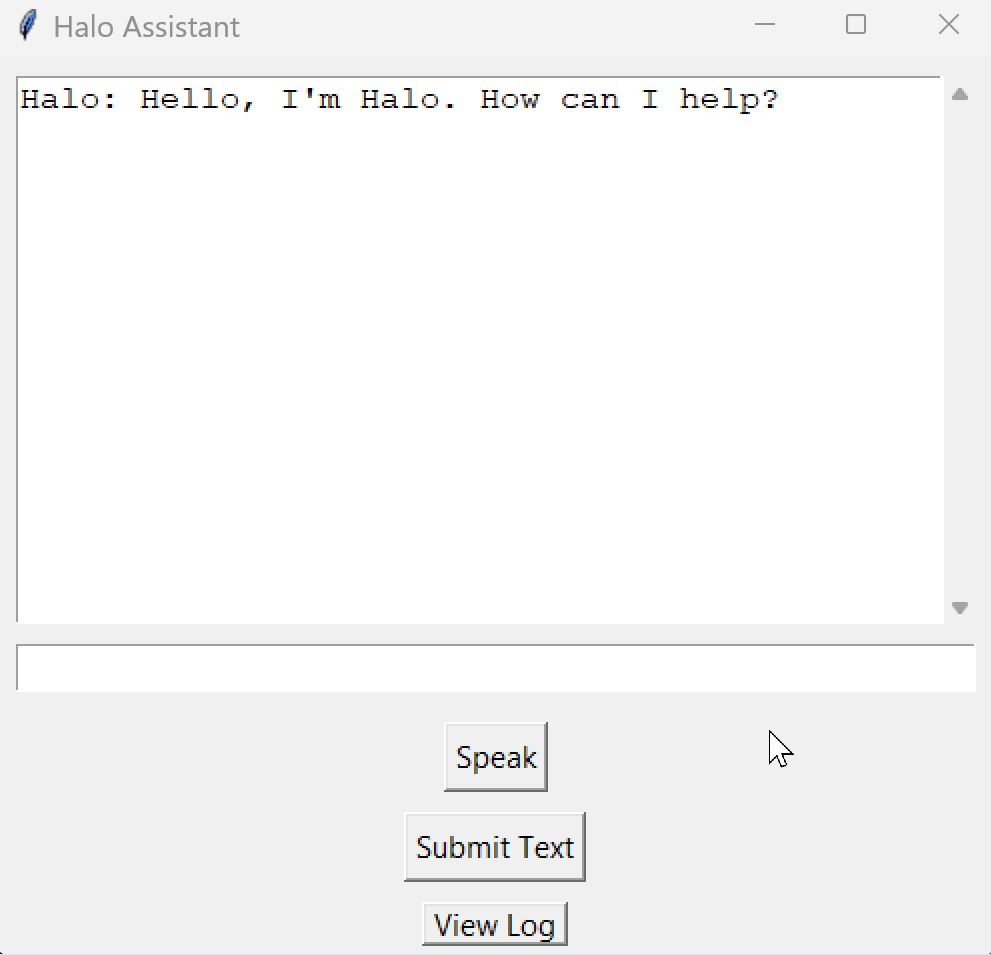 Halo Assistant
Halo: Hello, I'm Halo. How can I help?
Speak
Submit Text
View Log